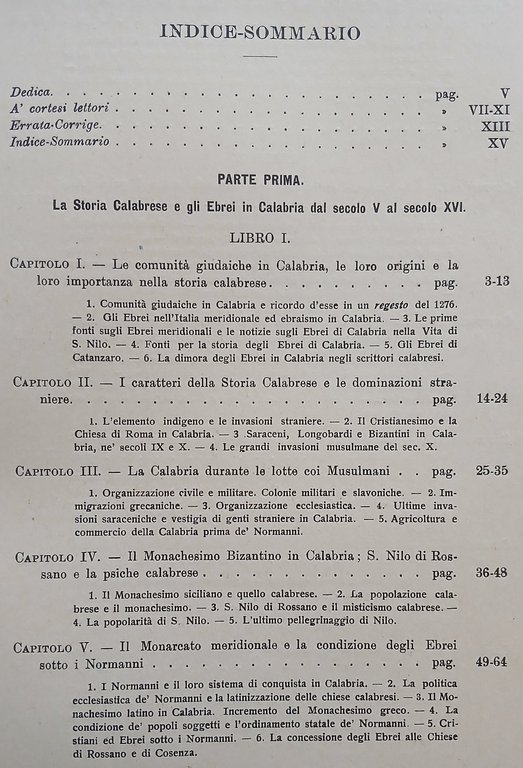 INDICE-SOMMARIO
Dedica. . . . . . . . . . . . . . . . . . . . pag. V
A' cortesi lettori . . . . . . . . . . . . . . . . » VII-XI
Errata-Corrige. . . . . . . . . . . . . . . . . » XIII
Indice-Sommario . . . . . . . . . . . . . . . . » XV
PARTE PRIMA.
La Storia Calabrese e gli Ebrei in Calabria dal secolo V al secolo XVI.
LIBRO I.
CAPITOLO I. — Le comunità giudaiche in Calabria, le loro origini e la
loro importanza nella storia calabrese. . . . . . . . . . pag. 3-13
1. Comunità giudaiche in Calabria e ricordo d'esse in un regesto del 1276.
— 2. Gli Ebrei nell'Italia meridionale ed ebraismo in Calabria. — 3. Le prime
fonti sugli Ebrei meridionali e le notizie sugli Ebrei di Calabria nella Vita di
S. Nilo. — 4. Fonti per la storia degli Ebrei di Calabria. — 5. Gli Ebrei di
Catanzaro. — 6. La dimora degli Ebrei in Calabria negli scrittori calabresi.
CAPITOLO II. — I caratteri della Storia Calabrese e le dominazioni stra-
niere. . . . . . . . . . . . . . . . . . . . pag. 14-24
1. L'elemento indigeno e le invasioni straniere. — 2. Il Cristianesimo e la
Chiesa di Roma in Calabria. — 3 Saraceni, Longobardi e Bizantini in Cala-
bria, ne' secoli IX e X. — 4. Le grandi invasioni musulmane del sec. X.
CAPITOLO III. — La Calabria durante le lotte coi Musulmani . . pag. 25-35
1. Organizzazione civile e militare. Colonie militari e slavoniche. — 2. Im-
migrazioni grecaniche. — 3. Organizzazione ecclesiastica. — 4. Ultime inva-
sioni saraceniche e vestigia di genti straniere in Calabria. — 5. Agricoltura e
commercio della Calabria prima de' Normanni.
CAPITOLO IV. — Il Monachesimo Bizantino in Calabria; S. Nilo di Ros-
sano e la psiche calabrese . . . . . . . . . . . . . pag. 36-48
1. Il Monachesimo siciliano e quello calabrese. — 2. La popolazione cala-
brese e il monachesimo. — 3. S. Nilo di Rossano e il misticismo calabrese. —
4. La popolarità di S. Nilo. — 5. L'ultimo pellegrinaggio di Nilo.
CAPITOLO V. — Il Monarcato meridionale e la condizione degli Ebrei
sotto i Normanni . . . . . . . . . . . . . . . . pag. 49-64
1. I Normanni e il loro sistema di conquista in Calabria. — 2. La politica
ecclesiastica de' Normanni e la latinizzazione delle chiese calabresi. — 3. Il Mo-
nachesimo latino in Calabria. Incremento del Monachesimo greco. — 4. La
condizione de' popoli soggetti e l'ordinamento statale de' Normanni. — 5. Cri-
stiani ed Ebrei sotto i Normanni. — 6. La concessione degli Ebrei alle Chiese
di Rossano e di Cosenza.